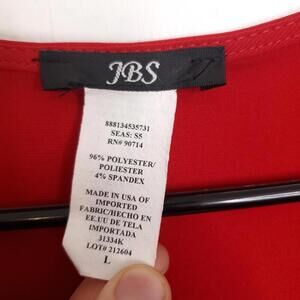 JBS
888134535731
SEAS: S5
RN# 90714
96% POLYESTER/
POLIESTER
4% SPANDEX
MADE IN USA OF
IMPORTED
FABRIC/HECHO EN
EE.UU DE TELA
IMPORTADA
31334K
LOT# 212604
L